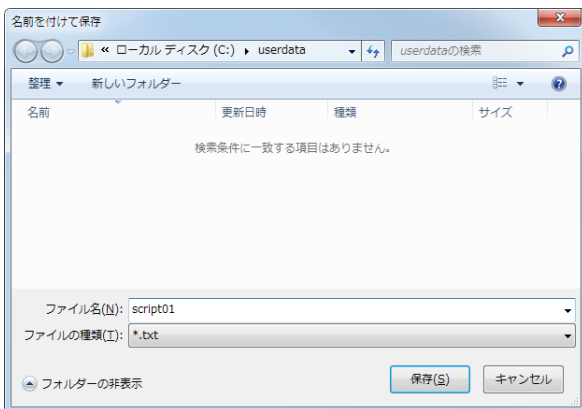 名前を付けて保存
« ローカル ディスク (C:) userdata userdataの検索
整理 新しいフォルダー
名前 更新日時 種類 サイズ
検索条件に一致する項目はありません。
ファイル名(N): script01
ファイルの種類(T): *.txt
フォルダーの非表示 保存(S) キャンセル